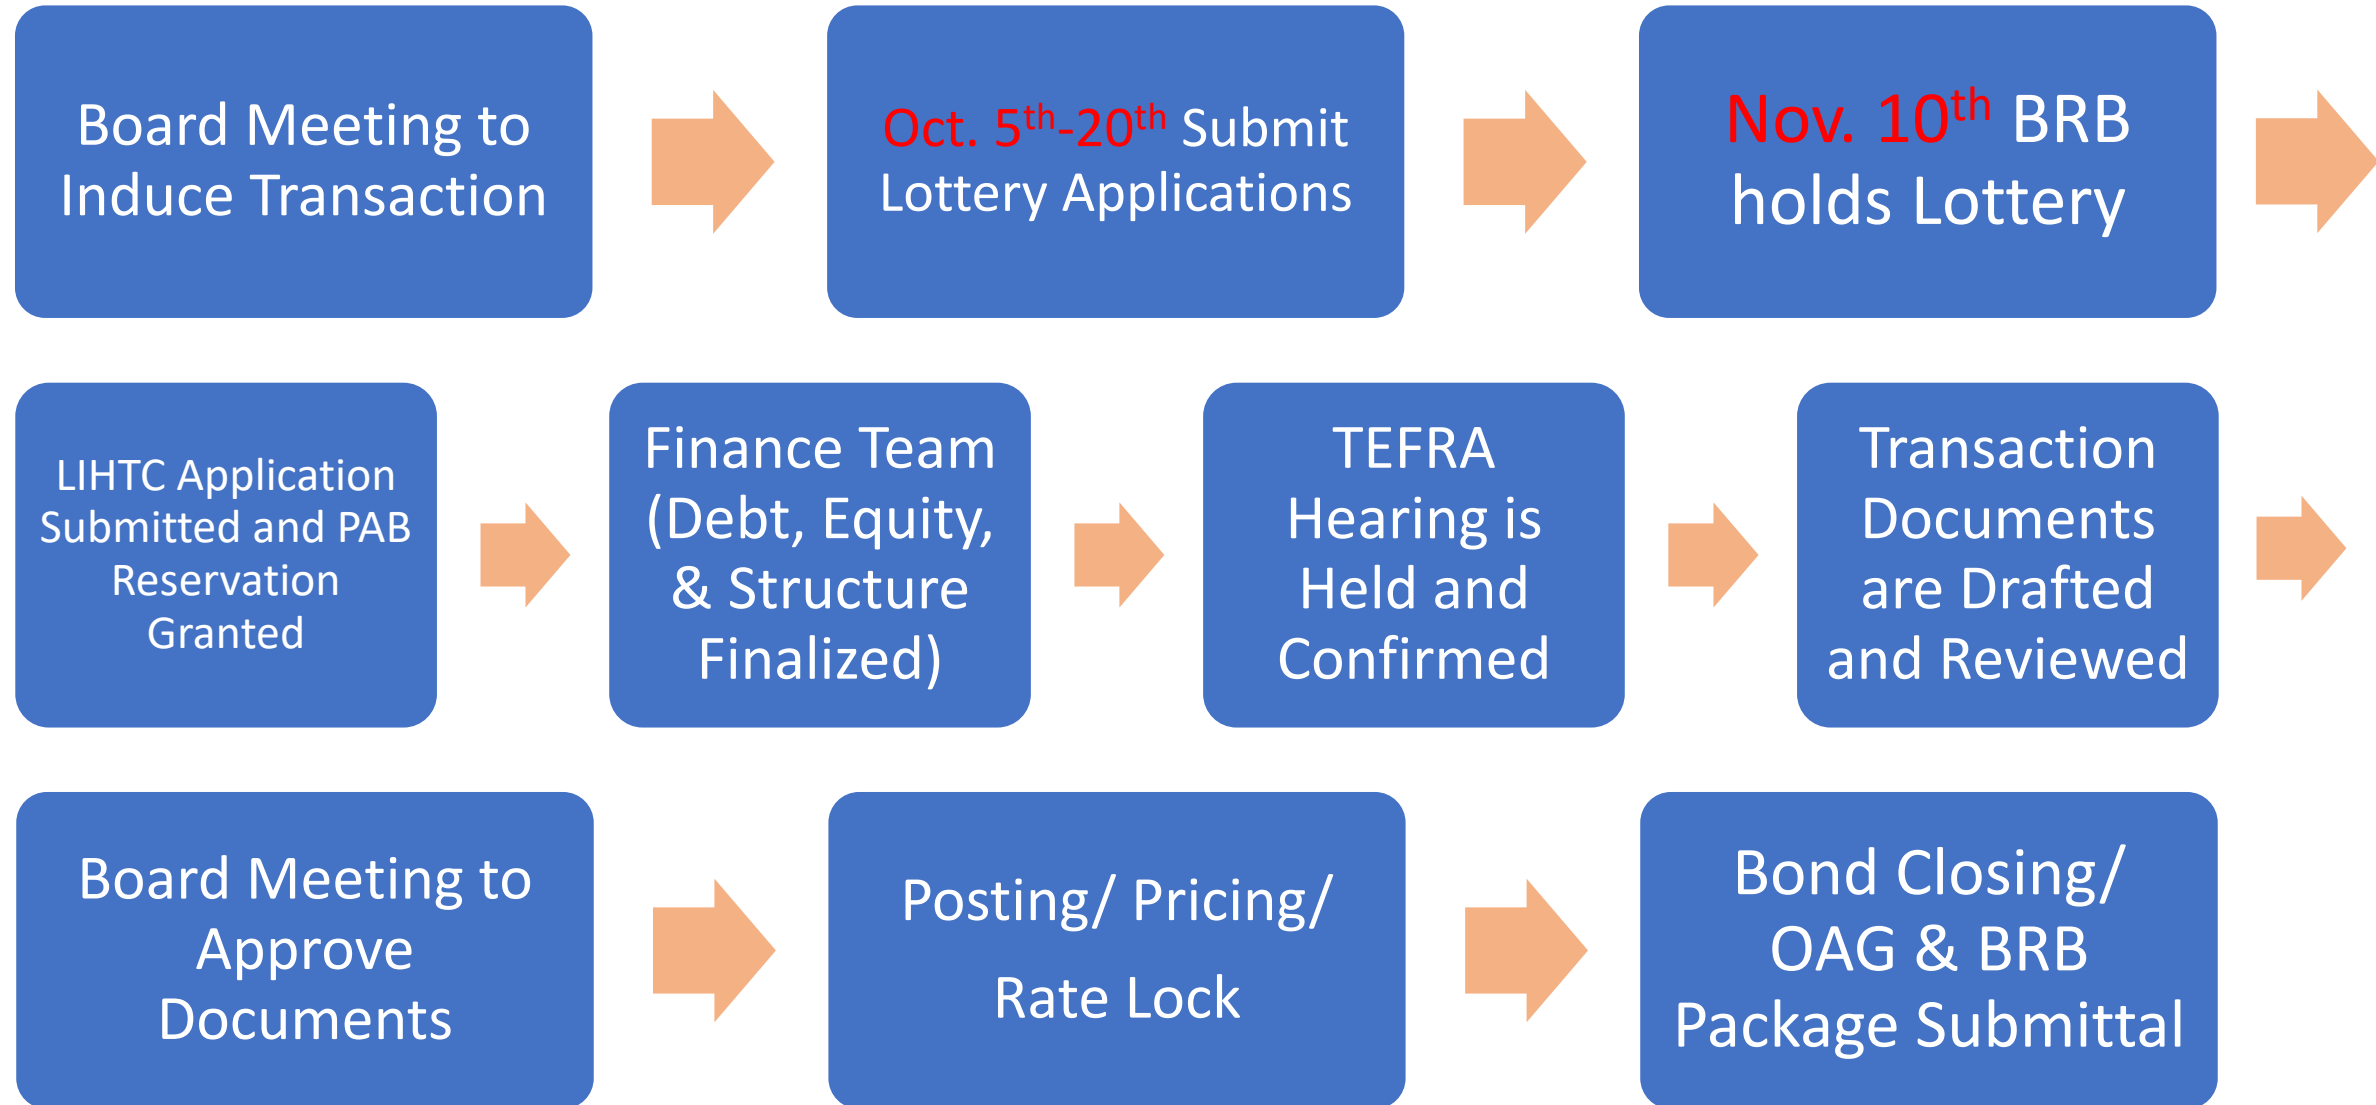 Board Meeting to
Induce Transaction
Oct. 5th-20th Submit
Lottery Applications
Nov. 10th BRB
holds Lottery
LIHTC Application
Submitted and PAB
Reservation
Granted
Finance Team
(Debt, Equity,
& Structure
Finalized)
TEFRA
Hearing is
Held and
Confirmed
Transaction
Documents
are Drafted
and Reviewed
Board Meeting to
Approve
Documents
Posting/ Pricing/
Rate Lock
Bond Closing/
OAG & BRB
Package Submittal